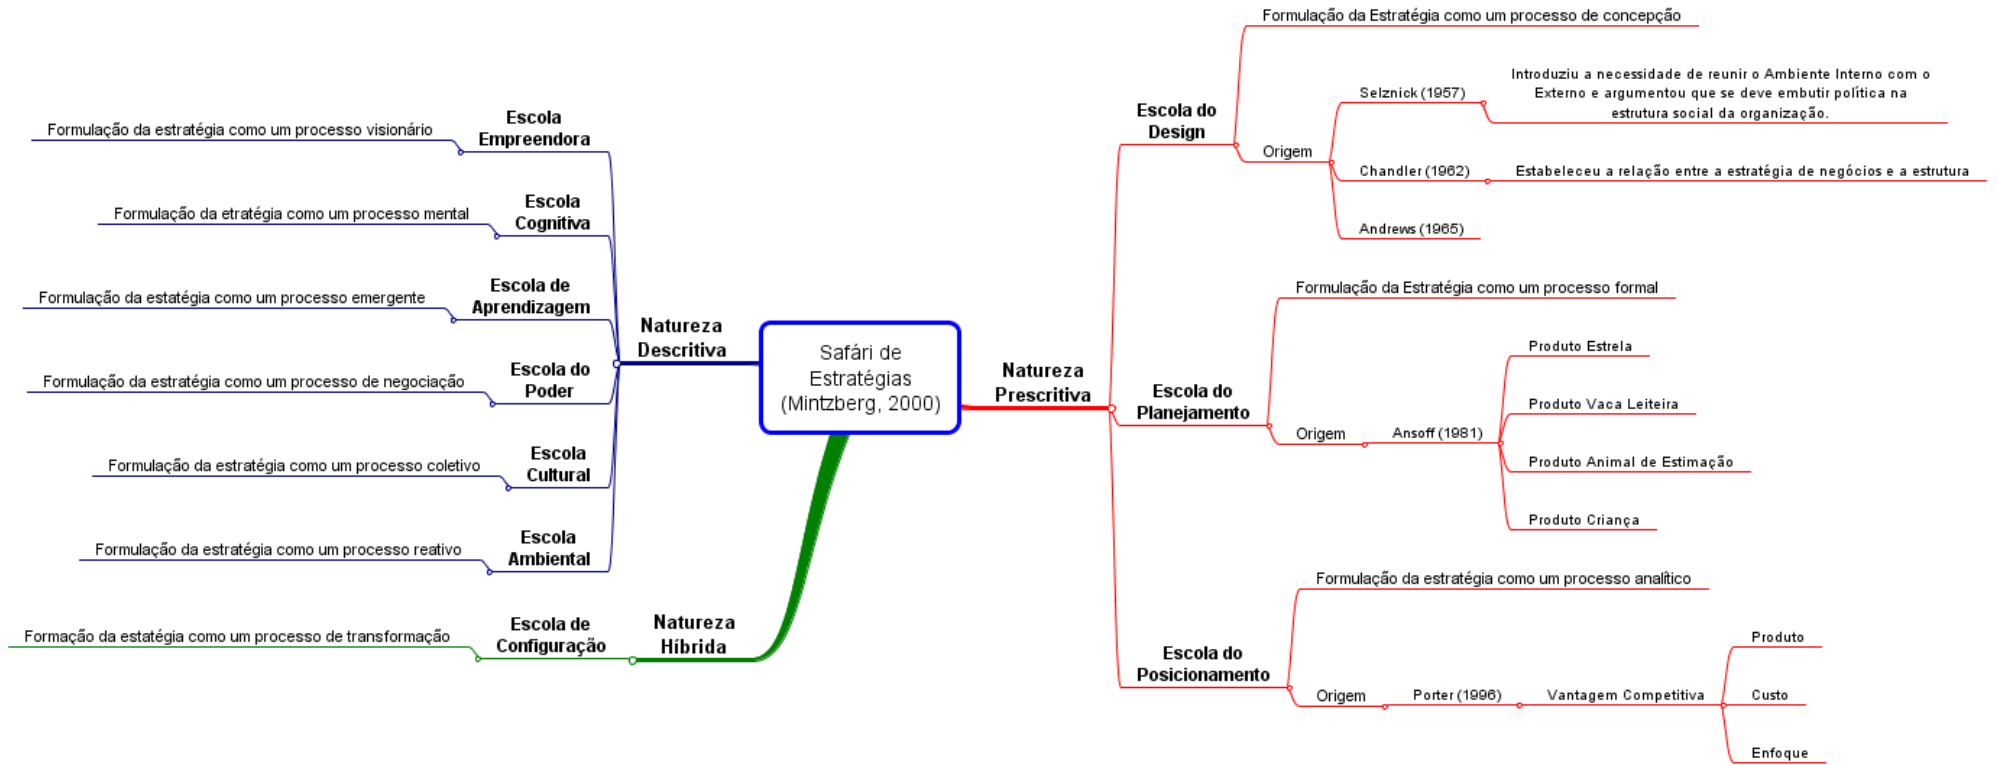 Safári de
Estratégias
(Mintzberg, 2000)
Natureza
Descritiva
Escola
Empreendora
Formulação da estratégia como um processo visionário
Escola
Cognitiva
Formulação da etratégia como um processo mental
Escola de
Aprendizagem
Formulação da estatégia como um processo emergente
Escola do
Poder
Formulação da estratégia como um processo de negociação
Escola
Cultural
Formulação da estratégia como um processo coletivo
Escola
Ambiental
Formulação da estratégia como um processo reativo
Natureza
Híbrida
Escola de
Configuração
Formação da estatégia como um processo de transformação
Natureza
Prescritiva
Escola do
Design
Formulação da Estratégia como um processo de concepção
Origem
Selznick (1957)
Introduziu a necessidade de reunir o Ambiente Interno com o
Externo e argumentou que se deve embutir política na
estrutura social da organização.
Chandler (1962)
Estabeleceu a relação entre a estratégia de negócios e a estrutura
Andrews (1965)
Escola do
Planejamento
Formulação da Estratégia como um processo formal
Origem
Ansoff (1981)
Produto Estrela
Produto Vaca Leiteira
Produto Animal de Estimação
Produto Criança
Escola do
Posicionamento
Formulação da estratégia como um processo analítico
Origem
Porter (1996)
Vantagem Competitiva
Produto
Custo
Enfoque